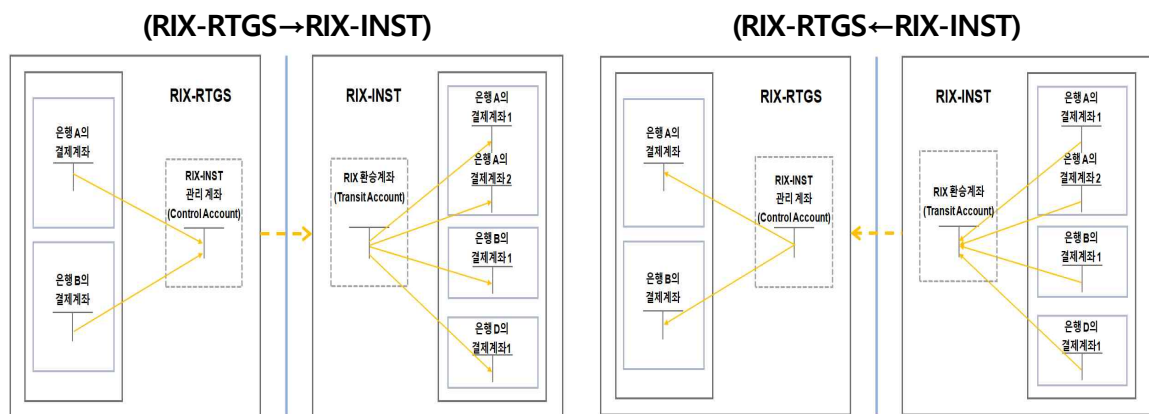 (RIX-RTGS→RIX-INST)
RIX-RTGS
은행 A의
결제계좌
RIX-INST
관리 계좌
(Control Account)
은행 B의
결제계좌
RIX-INST
RIX 환승계좌
(Transit Account)
은행 A의
결제계좌1
은행 A의
결제계좌2
은행 B의
결제계좌1
은행 D의
결제계좌1
(RIX-RTGS←RIX-INST)
RIX-RTGS
은행 A의
결제계좌
RIX-INST
관리 계좌
(Control Account)
은행 B의
결제계좌
RIX-INST
RIX 환승계좌
(Transit Account)
은행 A의
결제계좌1
은행 A의
결제계좌2
은행 B의
결제계좌1
은행 D의
결제계좌1